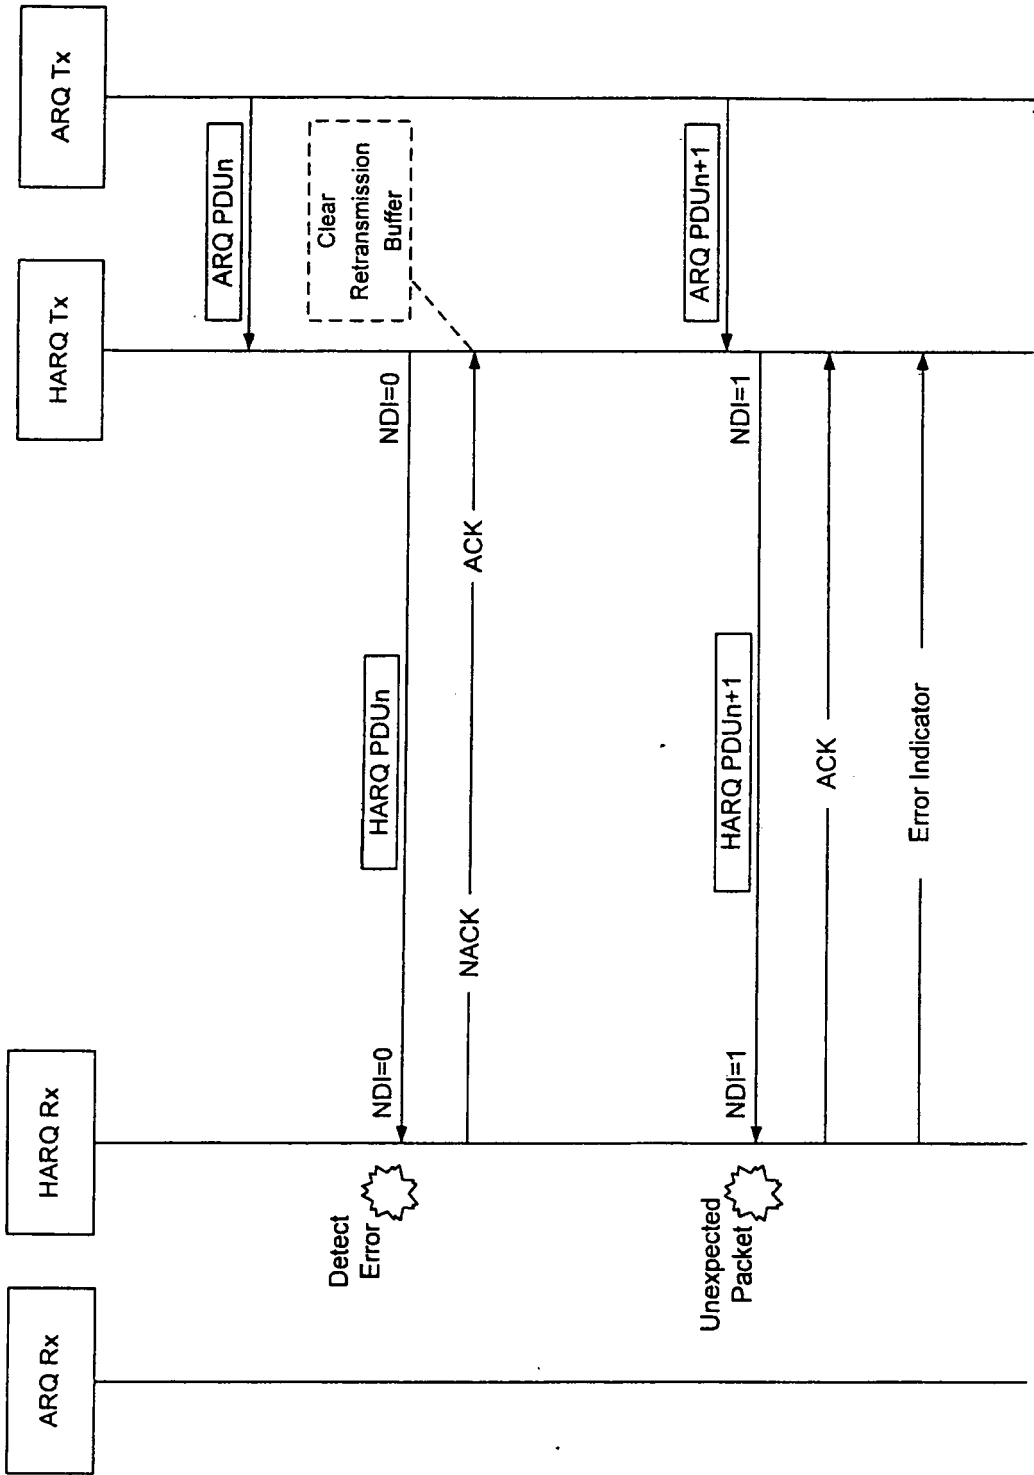 ARQ Rx
HARQ Rx
HARQ Tx
ARQ Tx
ARQ PDUn
Detect
Error
NDI=0
HARQ PDUn
NDI=0
Clear
Retransmission
Buffer
NACK
ACK
ARQ PDUn+1
Unexpected
Packet
NDI=1
HARQ PDUn+1
NDI=1
ACK
Error Indicator